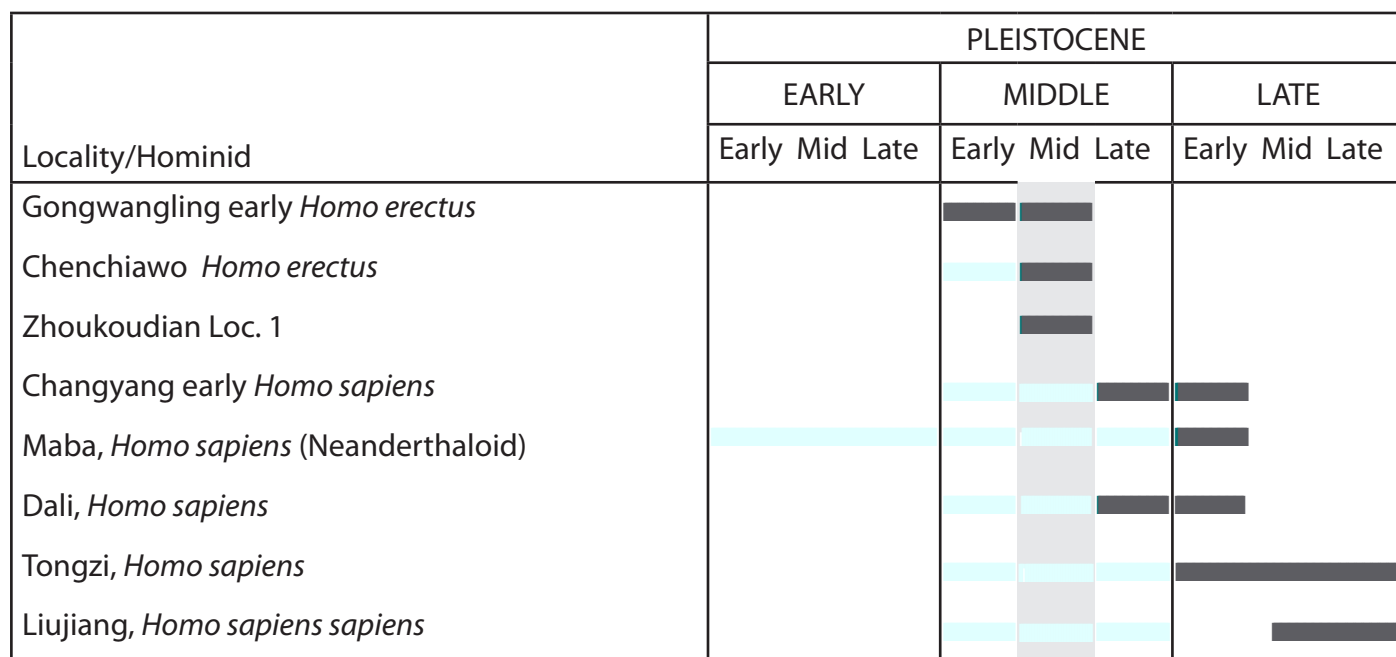 PLEISTOCENE
EARLY MIDDLE LATE
Locality/Hominid Early Mid Late Early Mid Late Early Mid Late
Gongwangling early Homo erectus
Chenchiawo Homo erectus
Zhoukoudian Loc. 1
Changyang early Homo sapiens
Maba, Homo sapiens (Neanderthaloid)
Dali, Homo sapiens
Tongzi, Homo sapiens
Liujiang, Homo sapiens sapiens